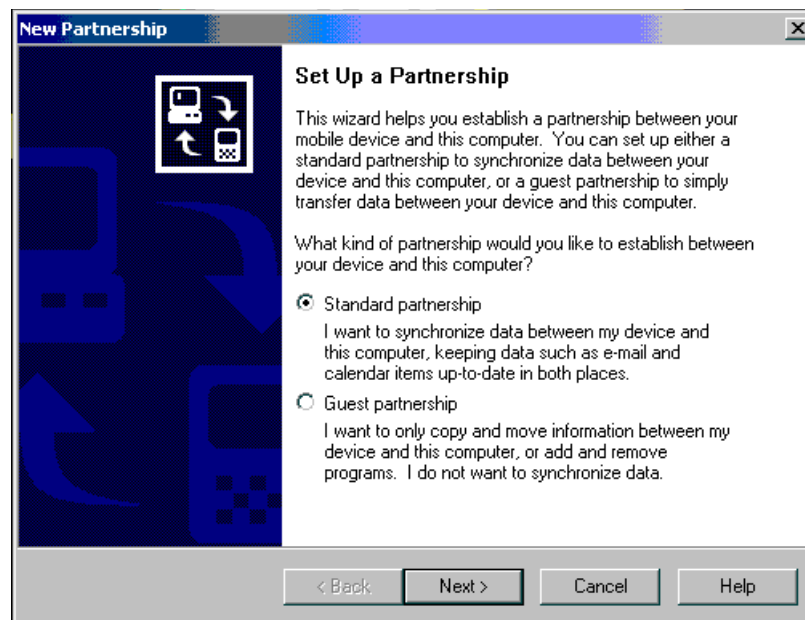 New Partnership
Set Up a Partnership
This wizard helps you establish a partnership between your
mobile device and this computer.  You can set up either a
standard partnership to synchronize data between your
device and this computer, or a guest partnership to simply
transfer data between your device and this computer.
What kind of partnership would you like to establish between
your device and this computer?
Standard partnership
I want to synchronize data between my device and
this computer, keeping data such as e-mail and
calendar items up-to-date in both places.
Guest partnership
I want to only copy and move information between my
device and this computer, or add and remove
programs.  I do not want to synchronize data.
< Back Next > Cancel Help